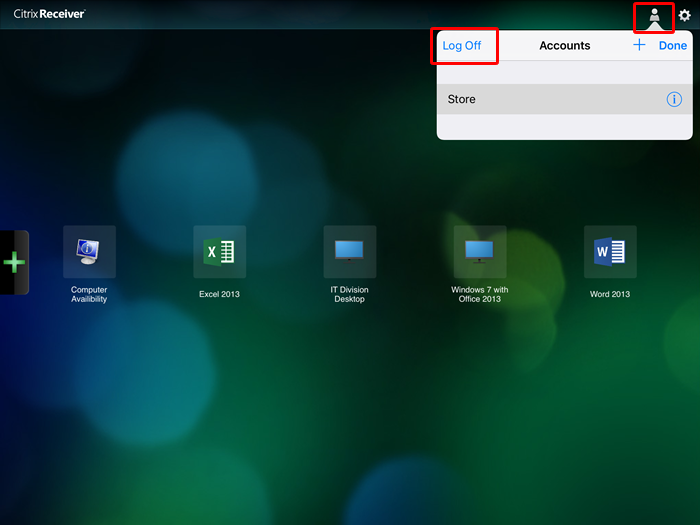 Citrix Receiver
Log Off
Accounts
+
Done
Store
i
Computer
Availibility
Excel 2013
IT Division
Desktop
Windows 7 with
Office 2013
Word 2013